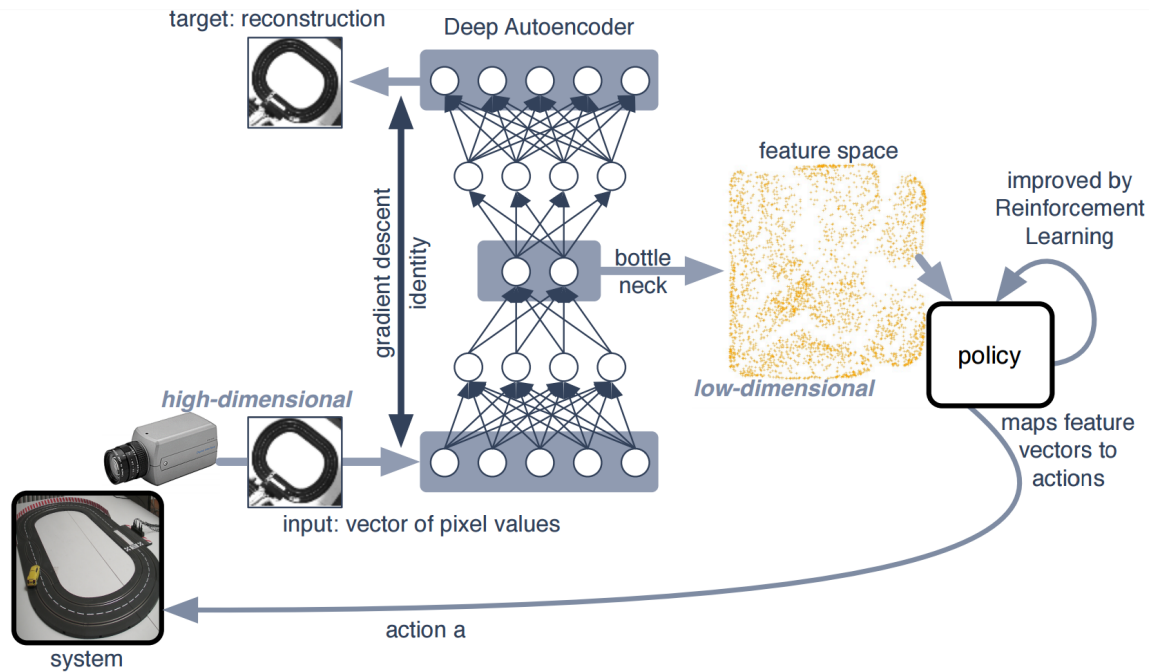 target: reconstruction
Deep Autoencoder
feature space
improved by
Reinforcement
Learning
gradient descent
identity
bottle
neck
policy
high-dimensional
low-dimensional
maps feature
vectors to
actions
input: vector of pixel values
action a
system